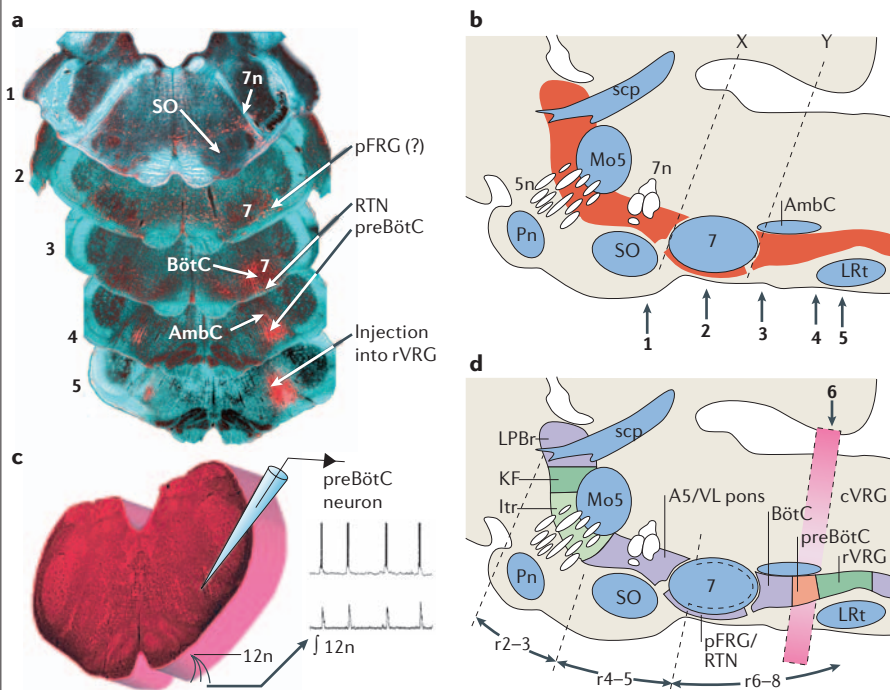 a
1
SO
7n
pFRG (?)
2
7
RTN
preBötC
3
BötC
7
AmbC
4
Injection
into rVRG
5
b
X
Y
scp
Mo5
5n
7n
Pn
SO
7
AmbC
LRt
1
2
3
4
5
c
preBötC
neuron
∫ 12n
12n
d
6
LPBr
scp
KF
Mo5
A5/VL pons
cVRG
BötC
Itr
preBötC
rVRG
Pn
SO
7
LRt
pFRG/
RTN
r2–3
r4–5
r6–8